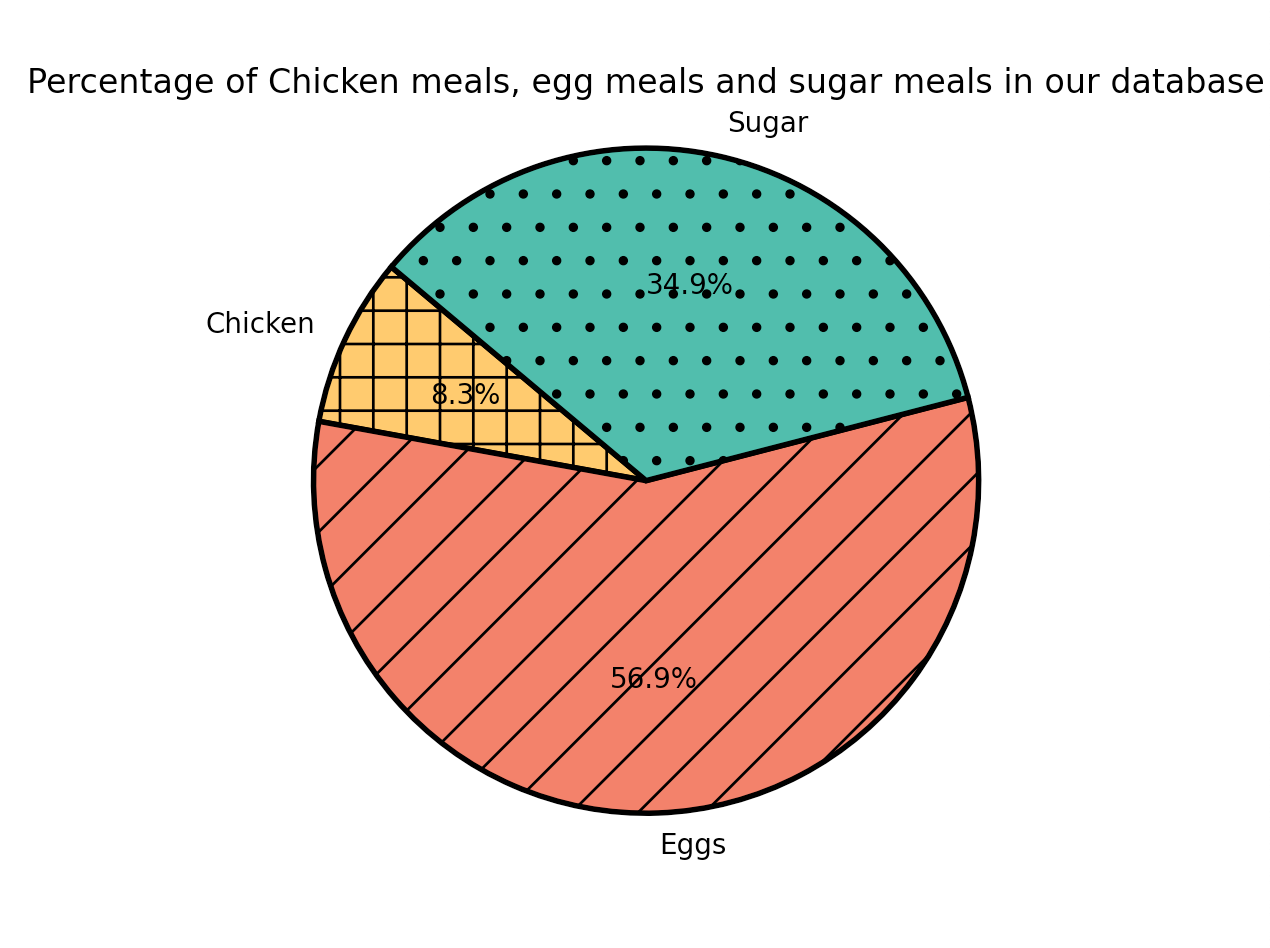 Percentage of Chicken meals, egg meals and sugar meals in our database
Sugar
34.9%
Chicken
8.3%
56.9%
Eggs